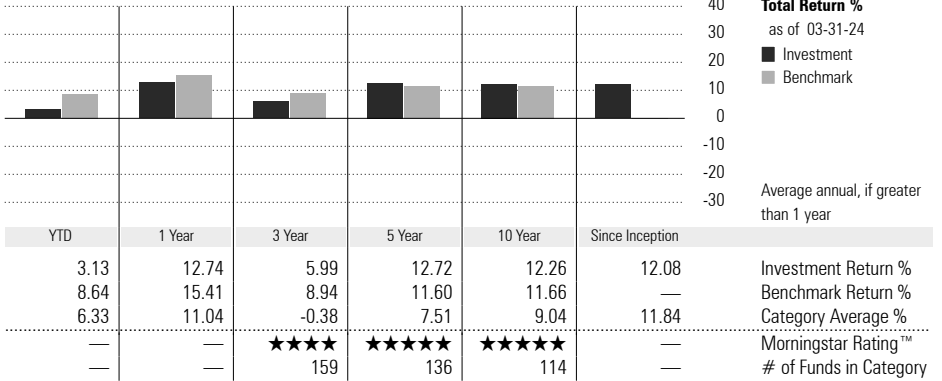 40
Total Return %
30
as of 03-31-24
Investment
20
Benchmark
10
0
-10
-20
-30
Average annual, if greater
than 1 year
YTD 1 Year 3 Year 5 Year 10 Year Since Inception
3.13 12.74 5.99 12.72 12.26 12.08 Investment Return %
8.64 15.41 8.94 11.60 11.66 — Benchmark Return %
6.33 11.04 -0.38 7.51 9.04 11.84 Category Average %
— — ★★★★ ★★★★★ ★★★★★ — Morningstar Rating™
— — 159 136 114 — # of Funds in Category